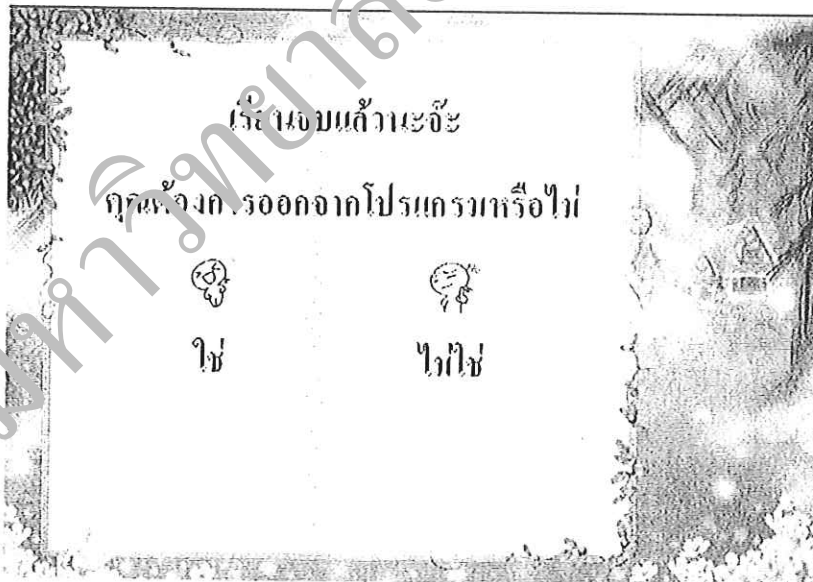 เรียนจบแล้วนะจ๊ะ
คุณต้องการออกจากโปรแกรมหรือไม่
ใช่
ไม่ใช่